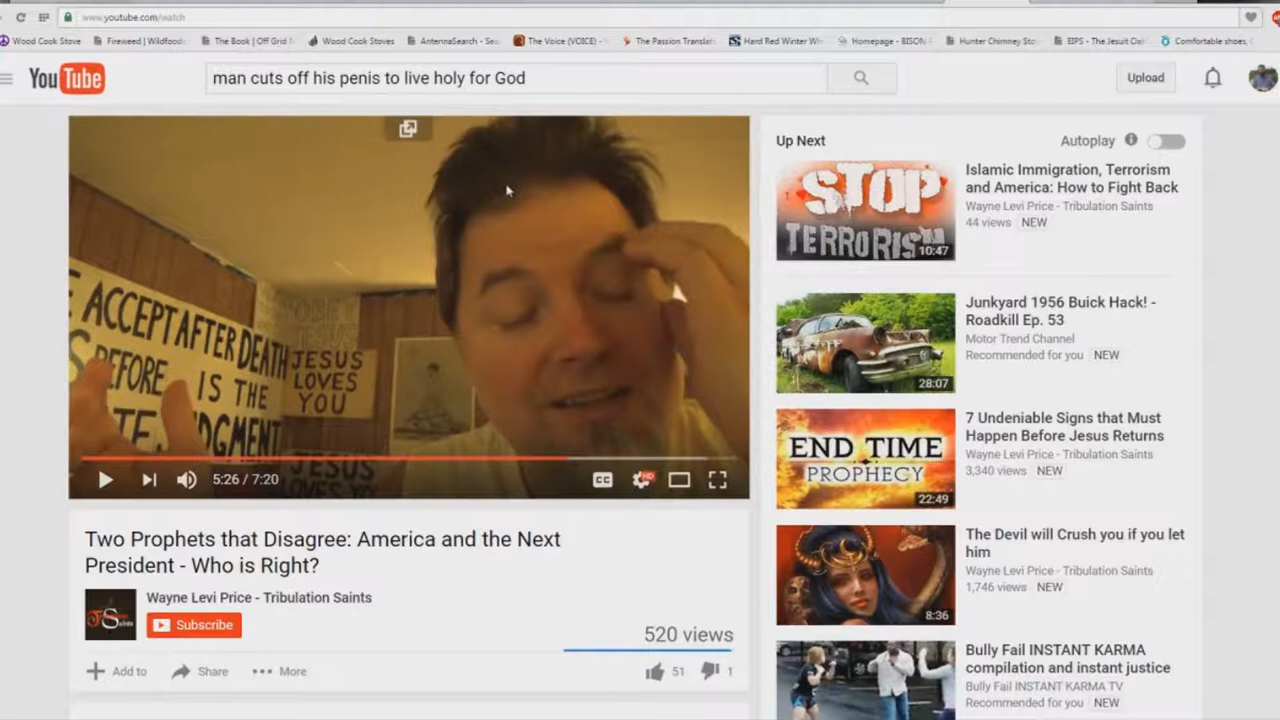 www.youtube.com/watch
Wood Cook Stove
Fireweed | Wildfoods
The Book | Off Grid
Wood Cook Stoves
AntennaSearch - Sea
The Voice (VOICE) -
The Passion Translat
Hard Red Winter Wh
Homepage - BISON
Hunter Chimney Sto
EIPS - The Jesuit Oat
Comfortable shoes,
YouTube
man cuts off his penis to live holy for God
Upload
ACCEPT AFTER DEATH
BEFORE IS THE
JUDGMENT
JESUS
LOVES
YOU
JESUS
LOVES YO
5:26 / 7:20
CC
HD
Two Prophets that Disagree: America and the Next
President - Who is Right?
Wayne Levi Price - Tribulation Saints
Subscribe
520 views
Add to
Share
More
51
1
Up Next
Autoplay
STOP
TERRORISM
10:47
Islamic Immigration, Terrorism
and America: How to Fight Back
Wayne Levi Price - Tribulation Saints
44 views NEW
28:07
Junkyard 1956 Buick Hack! -
Roadkill Ep. 53
Motor Trend Channel
Recommended for you NEW
END TIME
PROPHECY
22:49
7 Undeniable Signs that Must
Happen Before Jesus Returns
Wayne Levi Price - Tribulation Saints
3,340 views NEW
8:36
The Devil will Crush you if you let
him
Wayne Levi Price - Tribulation Saints
1,746 views NEW
Bully Fail INSTANT KARMA
compilation and instant justice
Bully Fail INSTANT KARMA TV
Recommended for you NEW